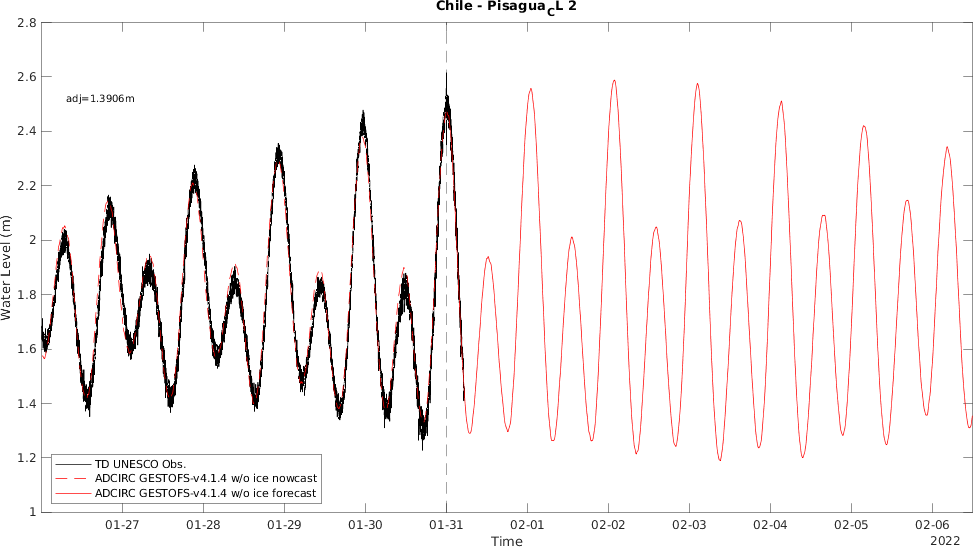 Chile - Pisagua_CL 2
2.8
2.6
2.4
2.2
2
1.8
1.6
1.4
1.2
1
Water Level (m)
adj=1.3906m
TD UNESCO Obs.
ADCIRC GESTOFS-v4.1.4 w/o ice nowcast
ADCIRC GESTOFS-v4.1.4 w/o ice forecast
01-27 01-28 01-29 01-30 01-31 02-01 02-02 02-03 02-04 02-05 02-06
Time
2022